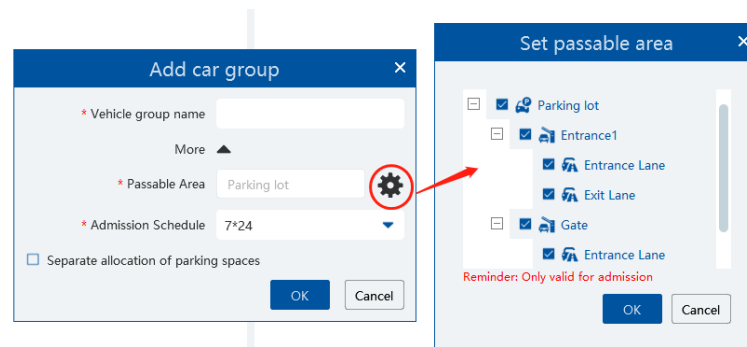 Add car group
* Vehicle group name
More
* Passable Area Parking lot
* Admission Schedule 7*24
Separate allocation of parking spaces
OK Cancel
Set passable area
Parking lot
Entrance1
Entrance Lane
Exit Lane
Gate
Entrance Lane
Reminder: Only valid for admission
OK Cancel